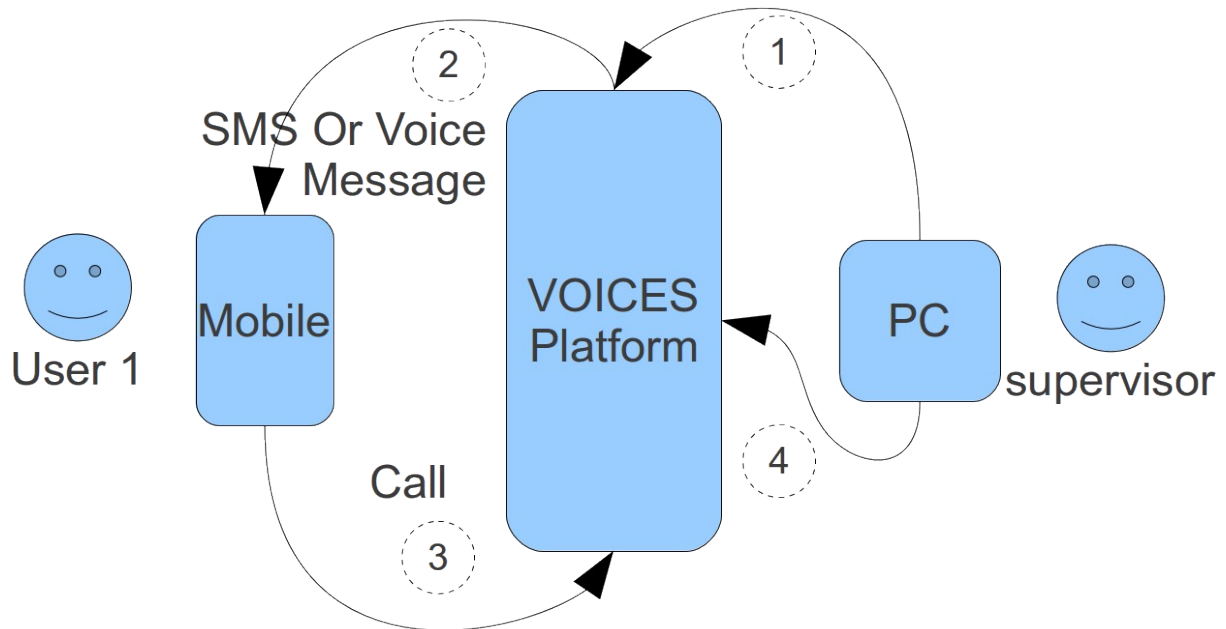 1
2
SMS Or Voice
Message
VOICES
Platform
Mobile
PC
User 1
supervisor
4
Call
3